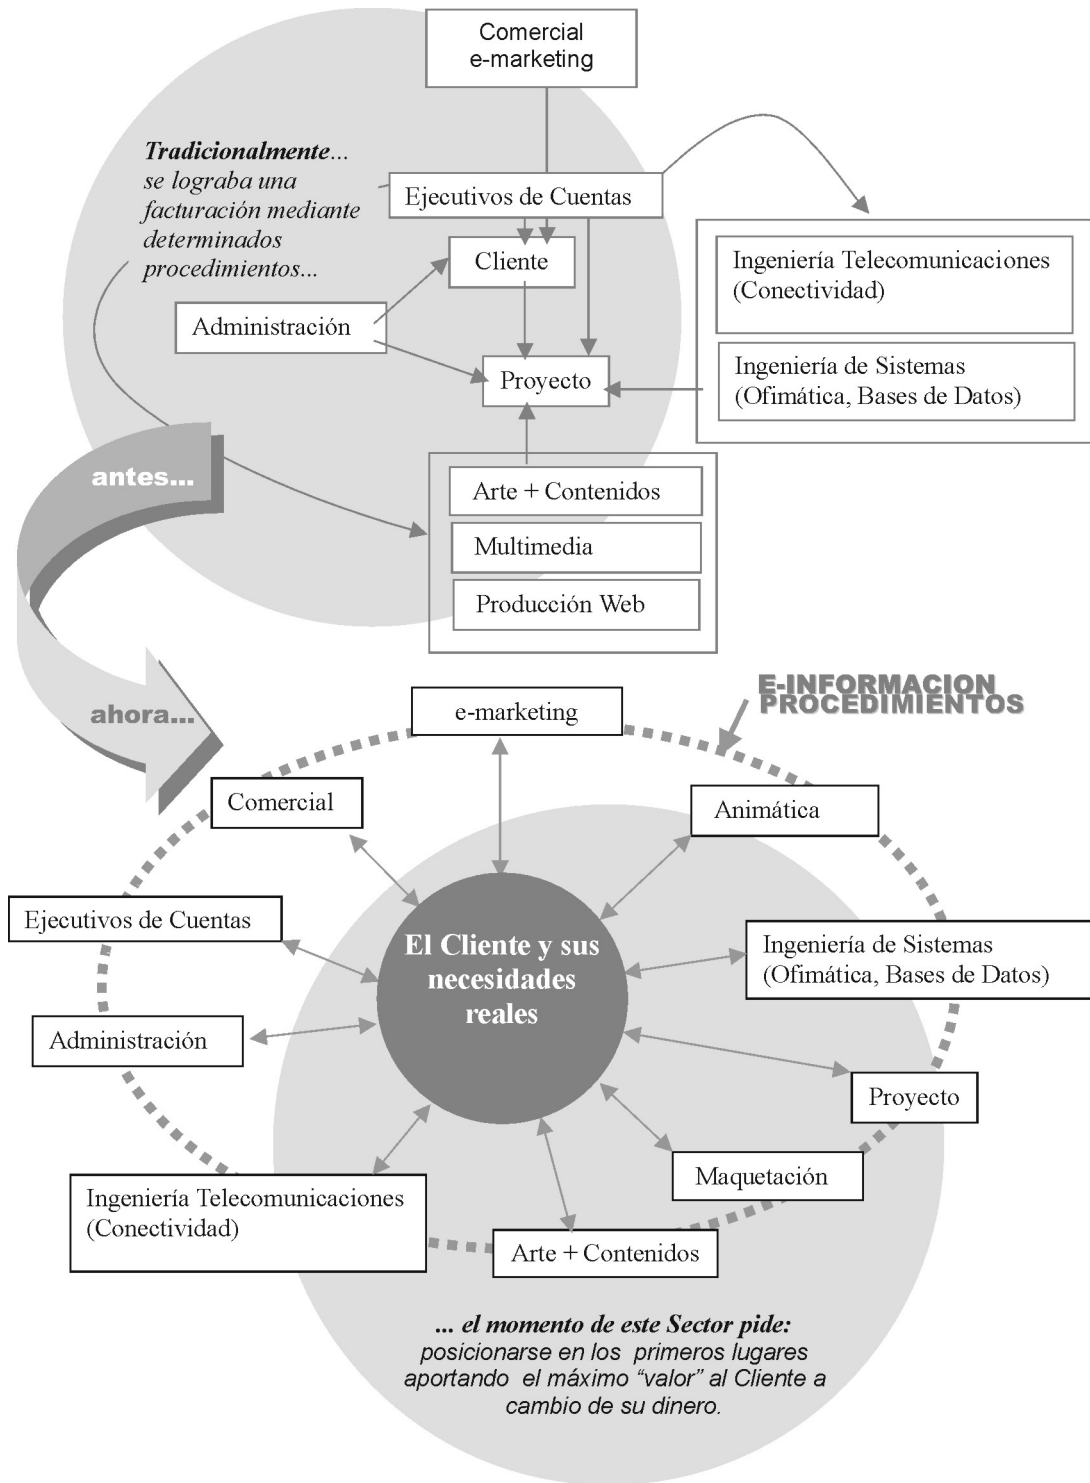 Comercial
e-marketing
Tradicionalmente...
se lograba una
facturación mediante
determinados
procedimientos...
Ejecutivos de Cuentas
Cliente
Administración
Proyecto
Ingeniería Telecomunicaciones
(Conectividad)
Ingeniería de Sistemas
(Ofimática, Bases de Datos)
antes...
Arte + Contenidos
Multimedia
Producción Web
ahora...
E-INFORMACION
PROCEDIMIENTOS
e-marketing
Comercial
Animática
Ejecutivos de Cuentas
El Cliente y sus
necesidades
reales
Ingeniería de Sistemas
(Ofimática, Bases de Datos)
Administración
Proyecto
Maquetación
Ingeniería Telecomunicaciones
(Conectividad)
Arte + Contenidos
... el momento de este Sector pide:
posicionarse en los primeros lugares
aportando el máximo “valor” al Cliente a
cambio de su dinero.